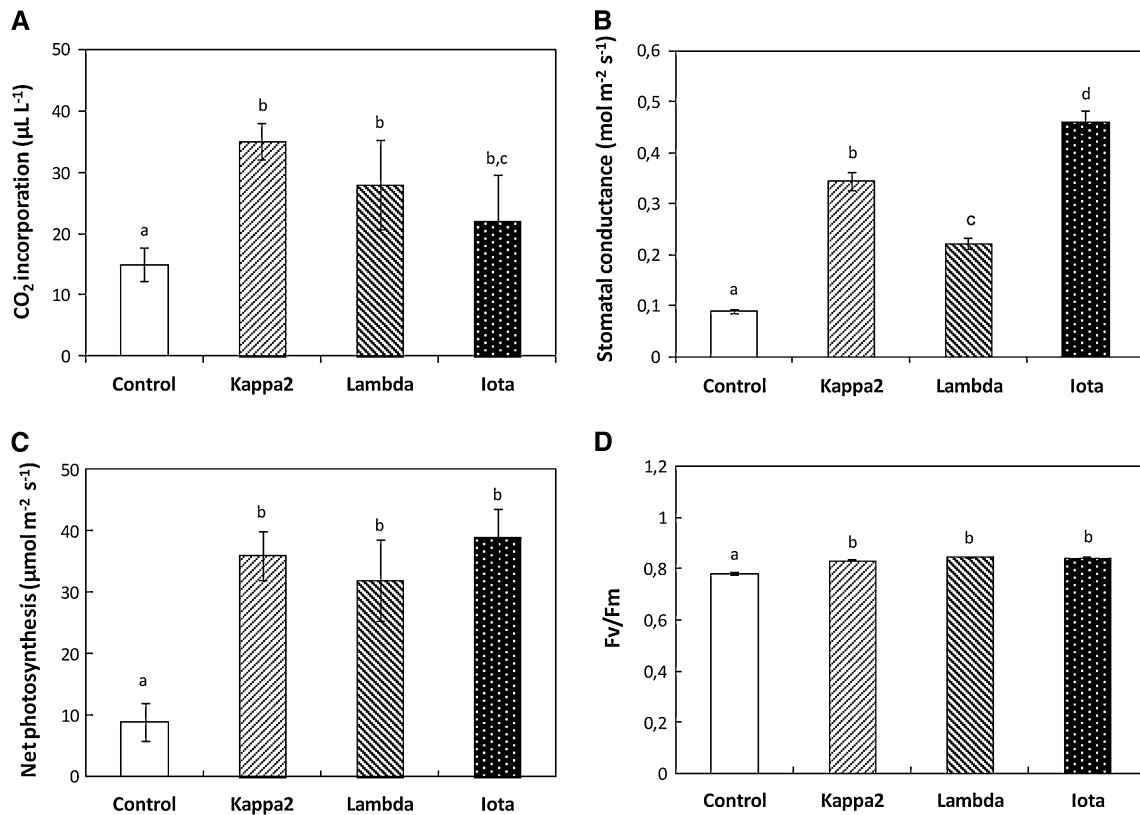 A
CO₂ incorporation (µL L⁻¹)
50
40
30
20
10
0
a
b
b
b,c
Control Kappa2 Lambda Iota
B
Stomatal conductance (mol m⁻² s⁻¹)
0,6
0,5
0,4
0,3
0,2
0,1
0
a
b
c
d
Control Kappa2 Lambda Iota
C
Net photosynthesis (µmol m⁻² s⁻¹)
50
40
30
20
10
0
a
b
b
b
Control Kappa2 Lambda Iota
D
Fv/Fm
1,2
1
0,8
0,6
0,4
0,2
0
a
b
b
b
Control Kappa2 Lambda Iota